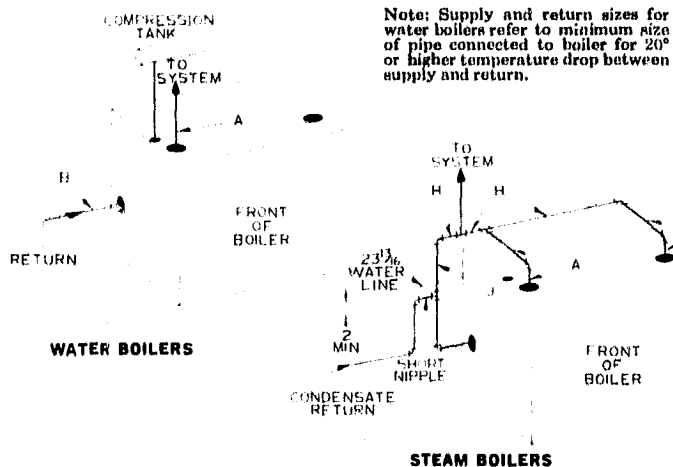 COMPRESSION
TANK
TO
SYSTEM
A
B
RETURN
FRONT
OF
BOILER
WATER BOILERS
Note: Supply and return sizes for
water boilers refer to minimum size
of pipe connected to boiler for 20°
or higher temperature drop between
supply and return.
TO
SYSTEM
H H
23 13/16
WATER
LINE
J
A
2
MIN
SHORT
NIPPLE
CONDENSATE
RETURN
FRONT
OF
BOILER
STEAM BOILERS